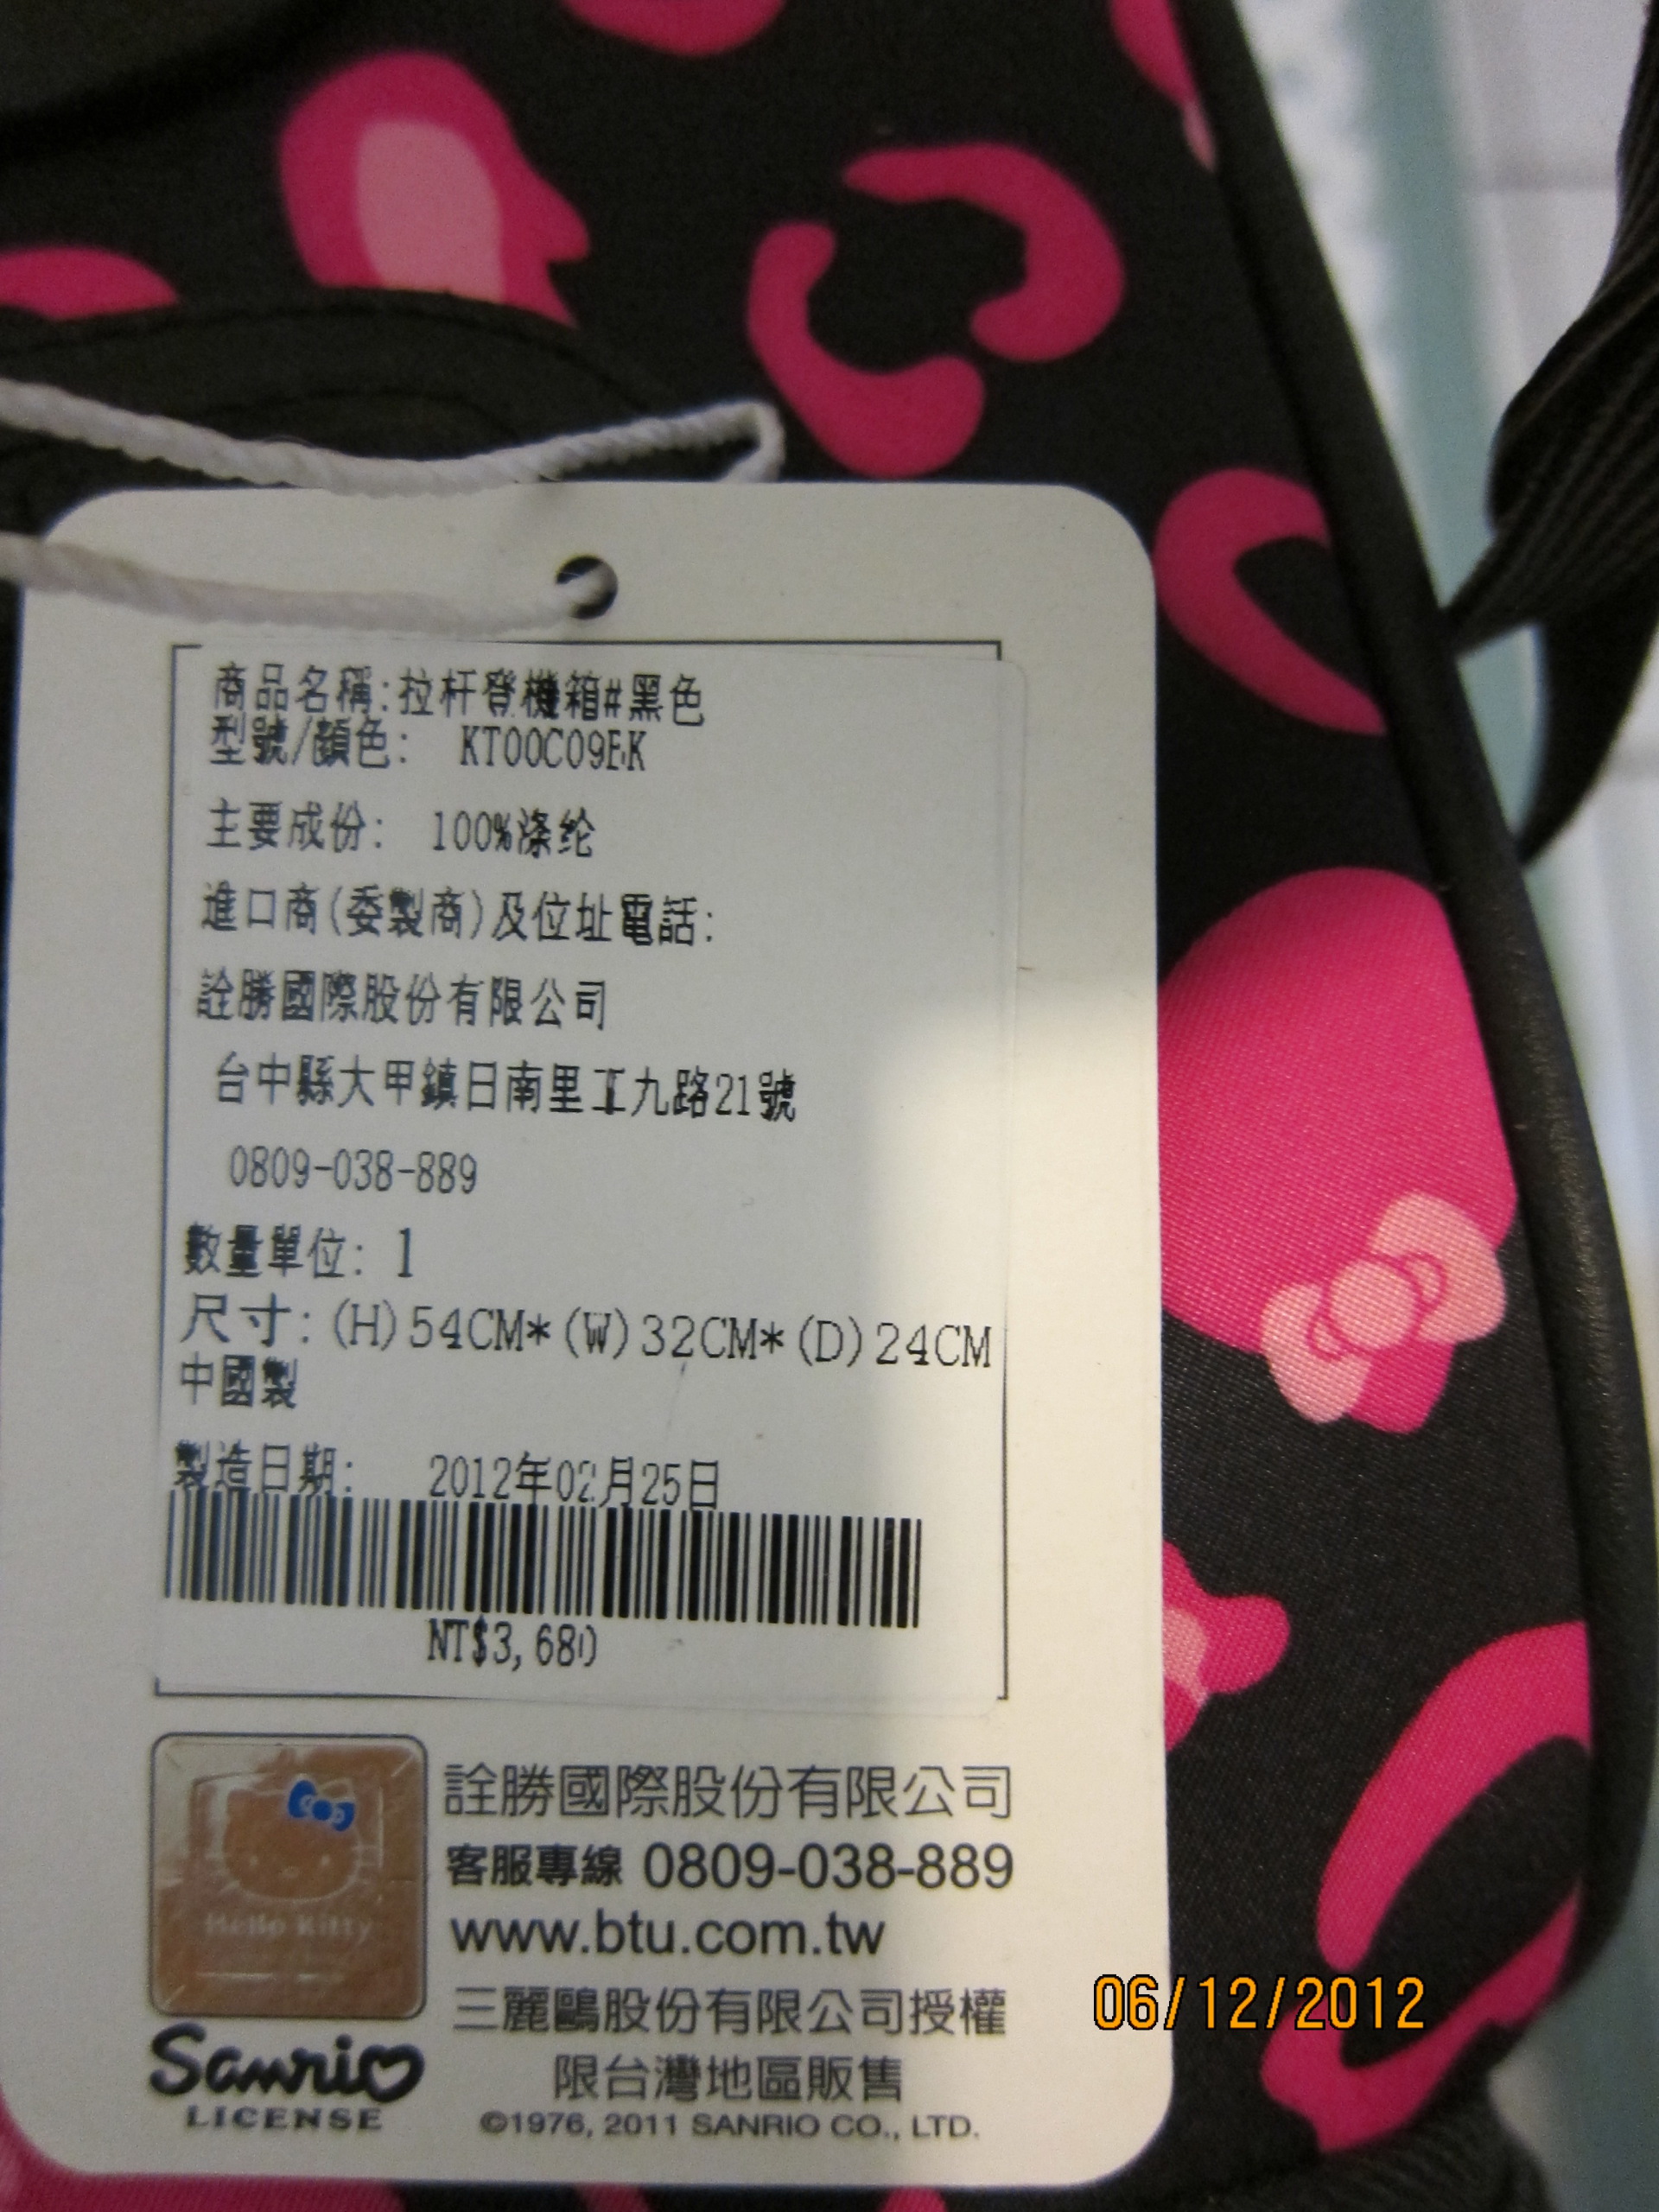 商品名稱:拉杆登機箱#黑色
型號/顏色: KT00C09BK
主要成份: 100%涤纶
進口商(委製商)及位址電話:
詮勝國際股份有限公司
台中縣大甲鎮日南里工九路21號
0809-038-889
數量單位: 1
尺寸:(H)54CM*(W)32CM*(D)24CM
中國製
製造日期: 2012年02月25日
NT$3,680
詮勝國際股份有限公司
客服專線 0809-038-889
www.btu.com.tw
三麗鷗股份有限公司授權
限台灣地區販售
©1976, 2011 SANRIO CO., LTD.
Hello Kitty
Sanrio
LICENSE
06/12/2012